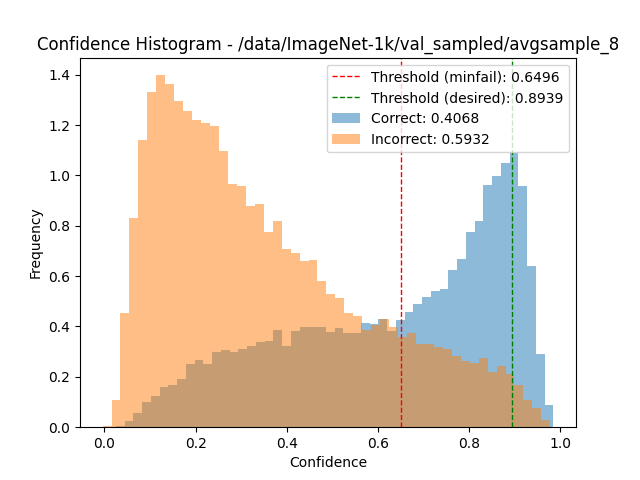 Confidence Histogram - /data/ImageNet-1k/val_sampled/avgsample_8
Threshold (minfail): 0.6496
Threshold (desired): 0.8939
Correct: 0.4068
Incorrect: 0.5932
Frequency
1.4
1.2
1.0
0.8
0.6
0.4
0.2
0.0
0.0 0.2 0.4 0.6 0.8 1.0
Confidence